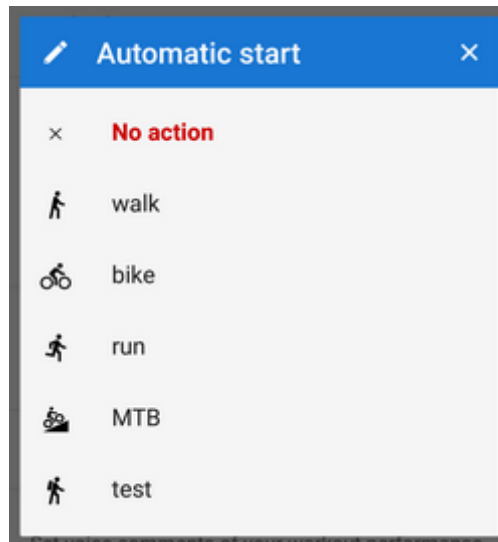 Automatic start
No action
walk
bike
run
MTB
test